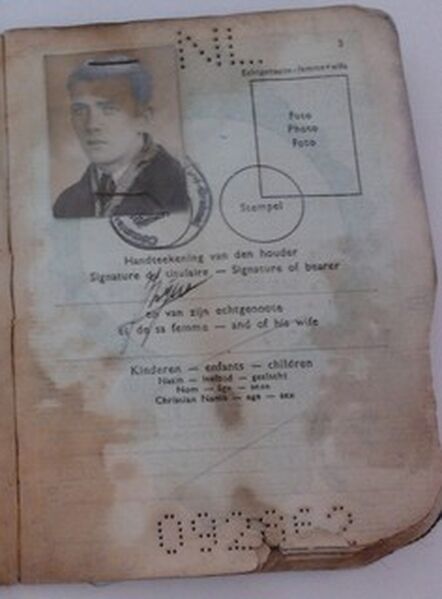 NL
3
Echtgenoote-femme-wife
Foto
Photo
Foto
Stempel
Handteekening van den houder
Signature du titulaire — Signature of bearer
en van zijn echtgenoote
et de sa femme — and of his wife
Kinderen — enfants — children
Naam — leeftijd — geslacht
Nom — âge — sexe
Christian Name — age — sex